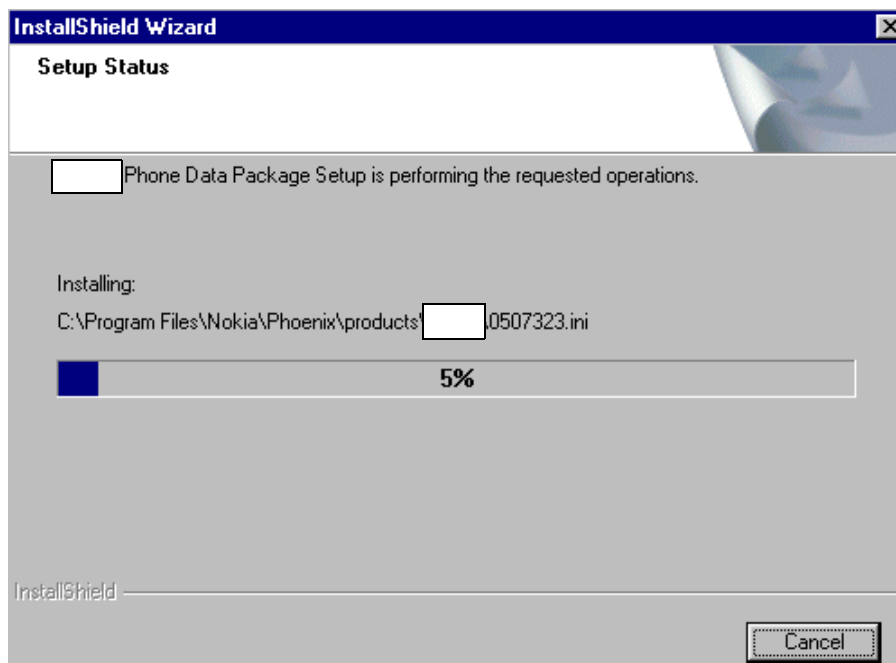 InstallShield Wizard
Setup Status
Phone Data Package Setup is performing the requested operations.
Installing:
C:\Program Files\Nokia\Phoenix\products\ \0507323.ini
5%
InstallShield
Cancel